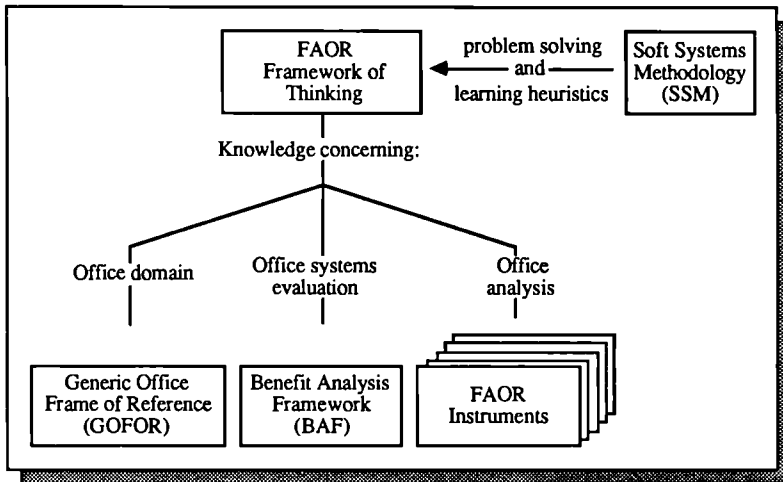 FAOR
Framework of
Thinking
problem solving
and
learning heuristics
Soft Systems
Methodology
(SSM)
Knowledge concerning:
Office domain
Office systems
evaluation
Office
analysis
Generic Office
Frame of Reference
(GOFOR)
Benefit Analysis
Framework
(BAF)
FAOR
Instruments